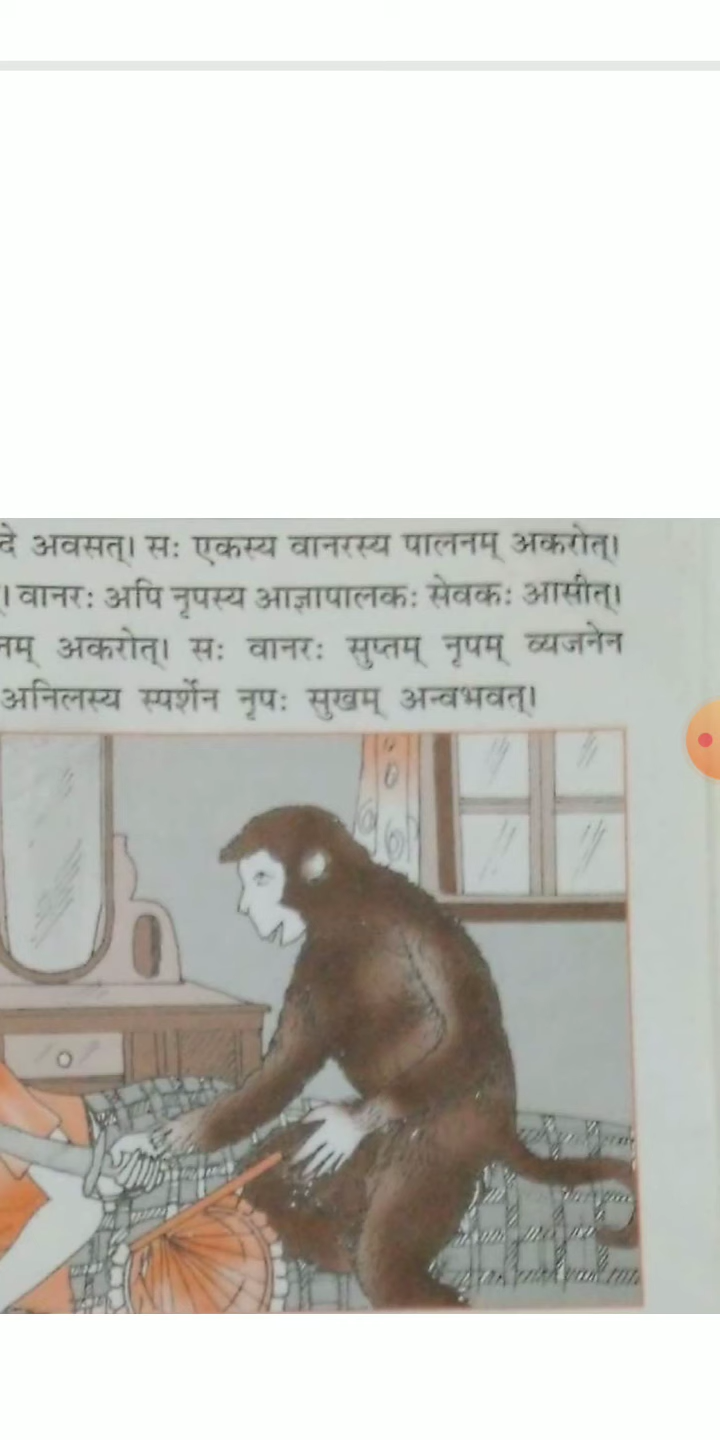 दे अवसत्। सः एकस्य वानरस्य पालनम् अकरोत्।
। वानरः अपि नृपस्य आज्ञापालकः सेवकः आसीत्।
नम् अकरोत्। सः वानरः सुप्तम् नृपम् व्यजनेन
अनिलस्य स्पर्शेन नृपः सुखम् अन्वभवत्।